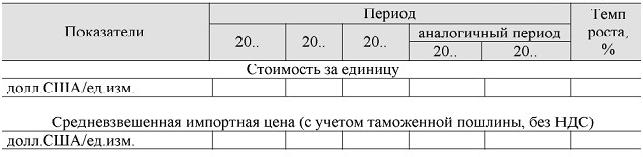 Показатели
Период
Темп роста, %
20..
20..
20..
аналогичный период
20..
20..
Стоимость за единицу
долл.США/ед.изм.
Средневзвешенная импортная цена (с учетом таможенной пошлины, без НДС)
долл.США/ед.изм.